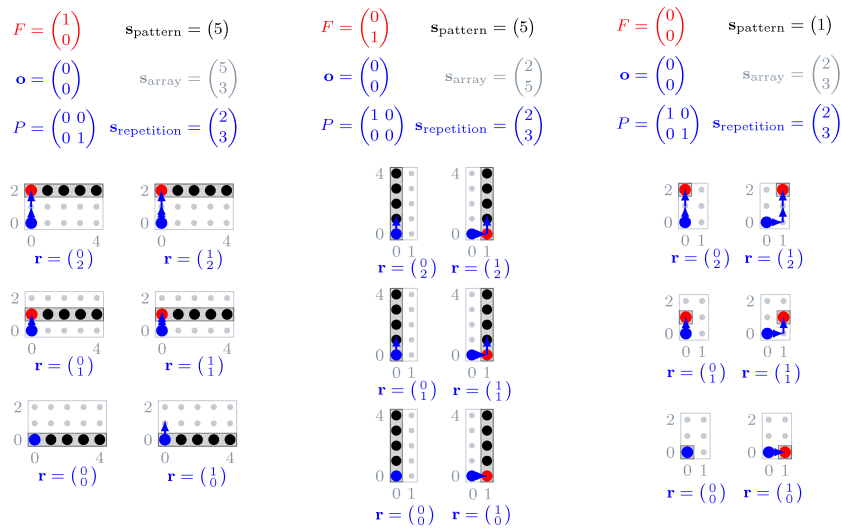 F = (1 0) s_pattern = (5)
o = (0 0) s_array = (5 3)
P = (0 0 0 1) s_repetition = (2 3)
2
0
0 4
r = (0 2)
2
0
0 4
r = (1 2)
2
0
0 4
r = (0 1)
2
0
0 4
r = (1 1)
2
0
0 4
r = (0 0)
2
0
0 4
r = (1 0)
F = (0 1) s_pattern = (5)
o = (0 0) s_array = (2 5)
P = (1 0 0 0) s_repetition = (2 3)
4
0
0 1
r = (0 2)
4
0
0 1
r = (1 2)
4
0
0 1
r = (0 1)
4
0
0 1
r = (1 1)
4
0
0 1
r = (0 0)
4
0
0 1
r = (1 0)
F = (0 0) s_pattern = (1)
o = (0 0) s_array = (2 3)
P = (1 0 0 1) s_repetition = (2 3)
2
0
0 1
r = (0 2)
2
0
0 1
r = (1 2)
2
0
0 1
r = (0 1)
2
0
0 1
r = (1 1)
2
0
0 1
r = (0 0)
2
0
0 1
r = (1 0)